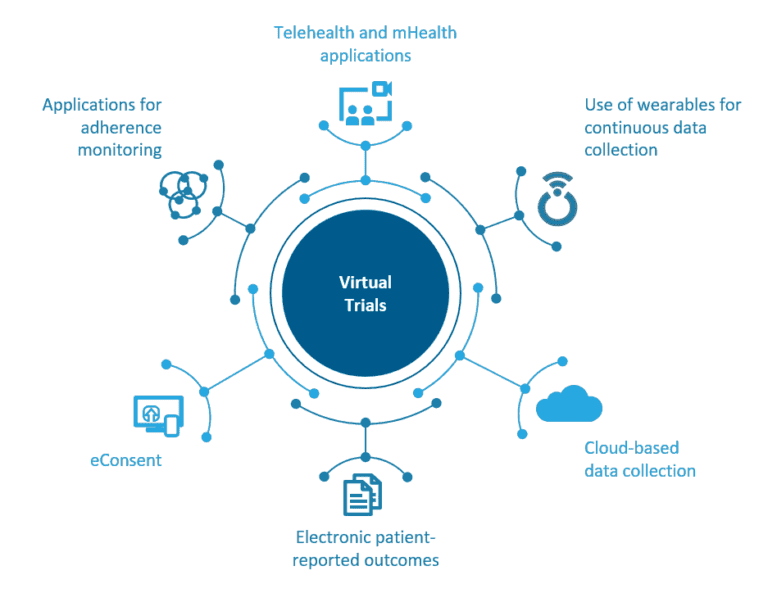 Telehealth and mHealth
applications
Applications for
adherence
monitoring
Use of wearables for
continuous data
collection
Virtual
Trials
eConsent
Cloud-based
data collection
Electronic patient-
reported outcomes